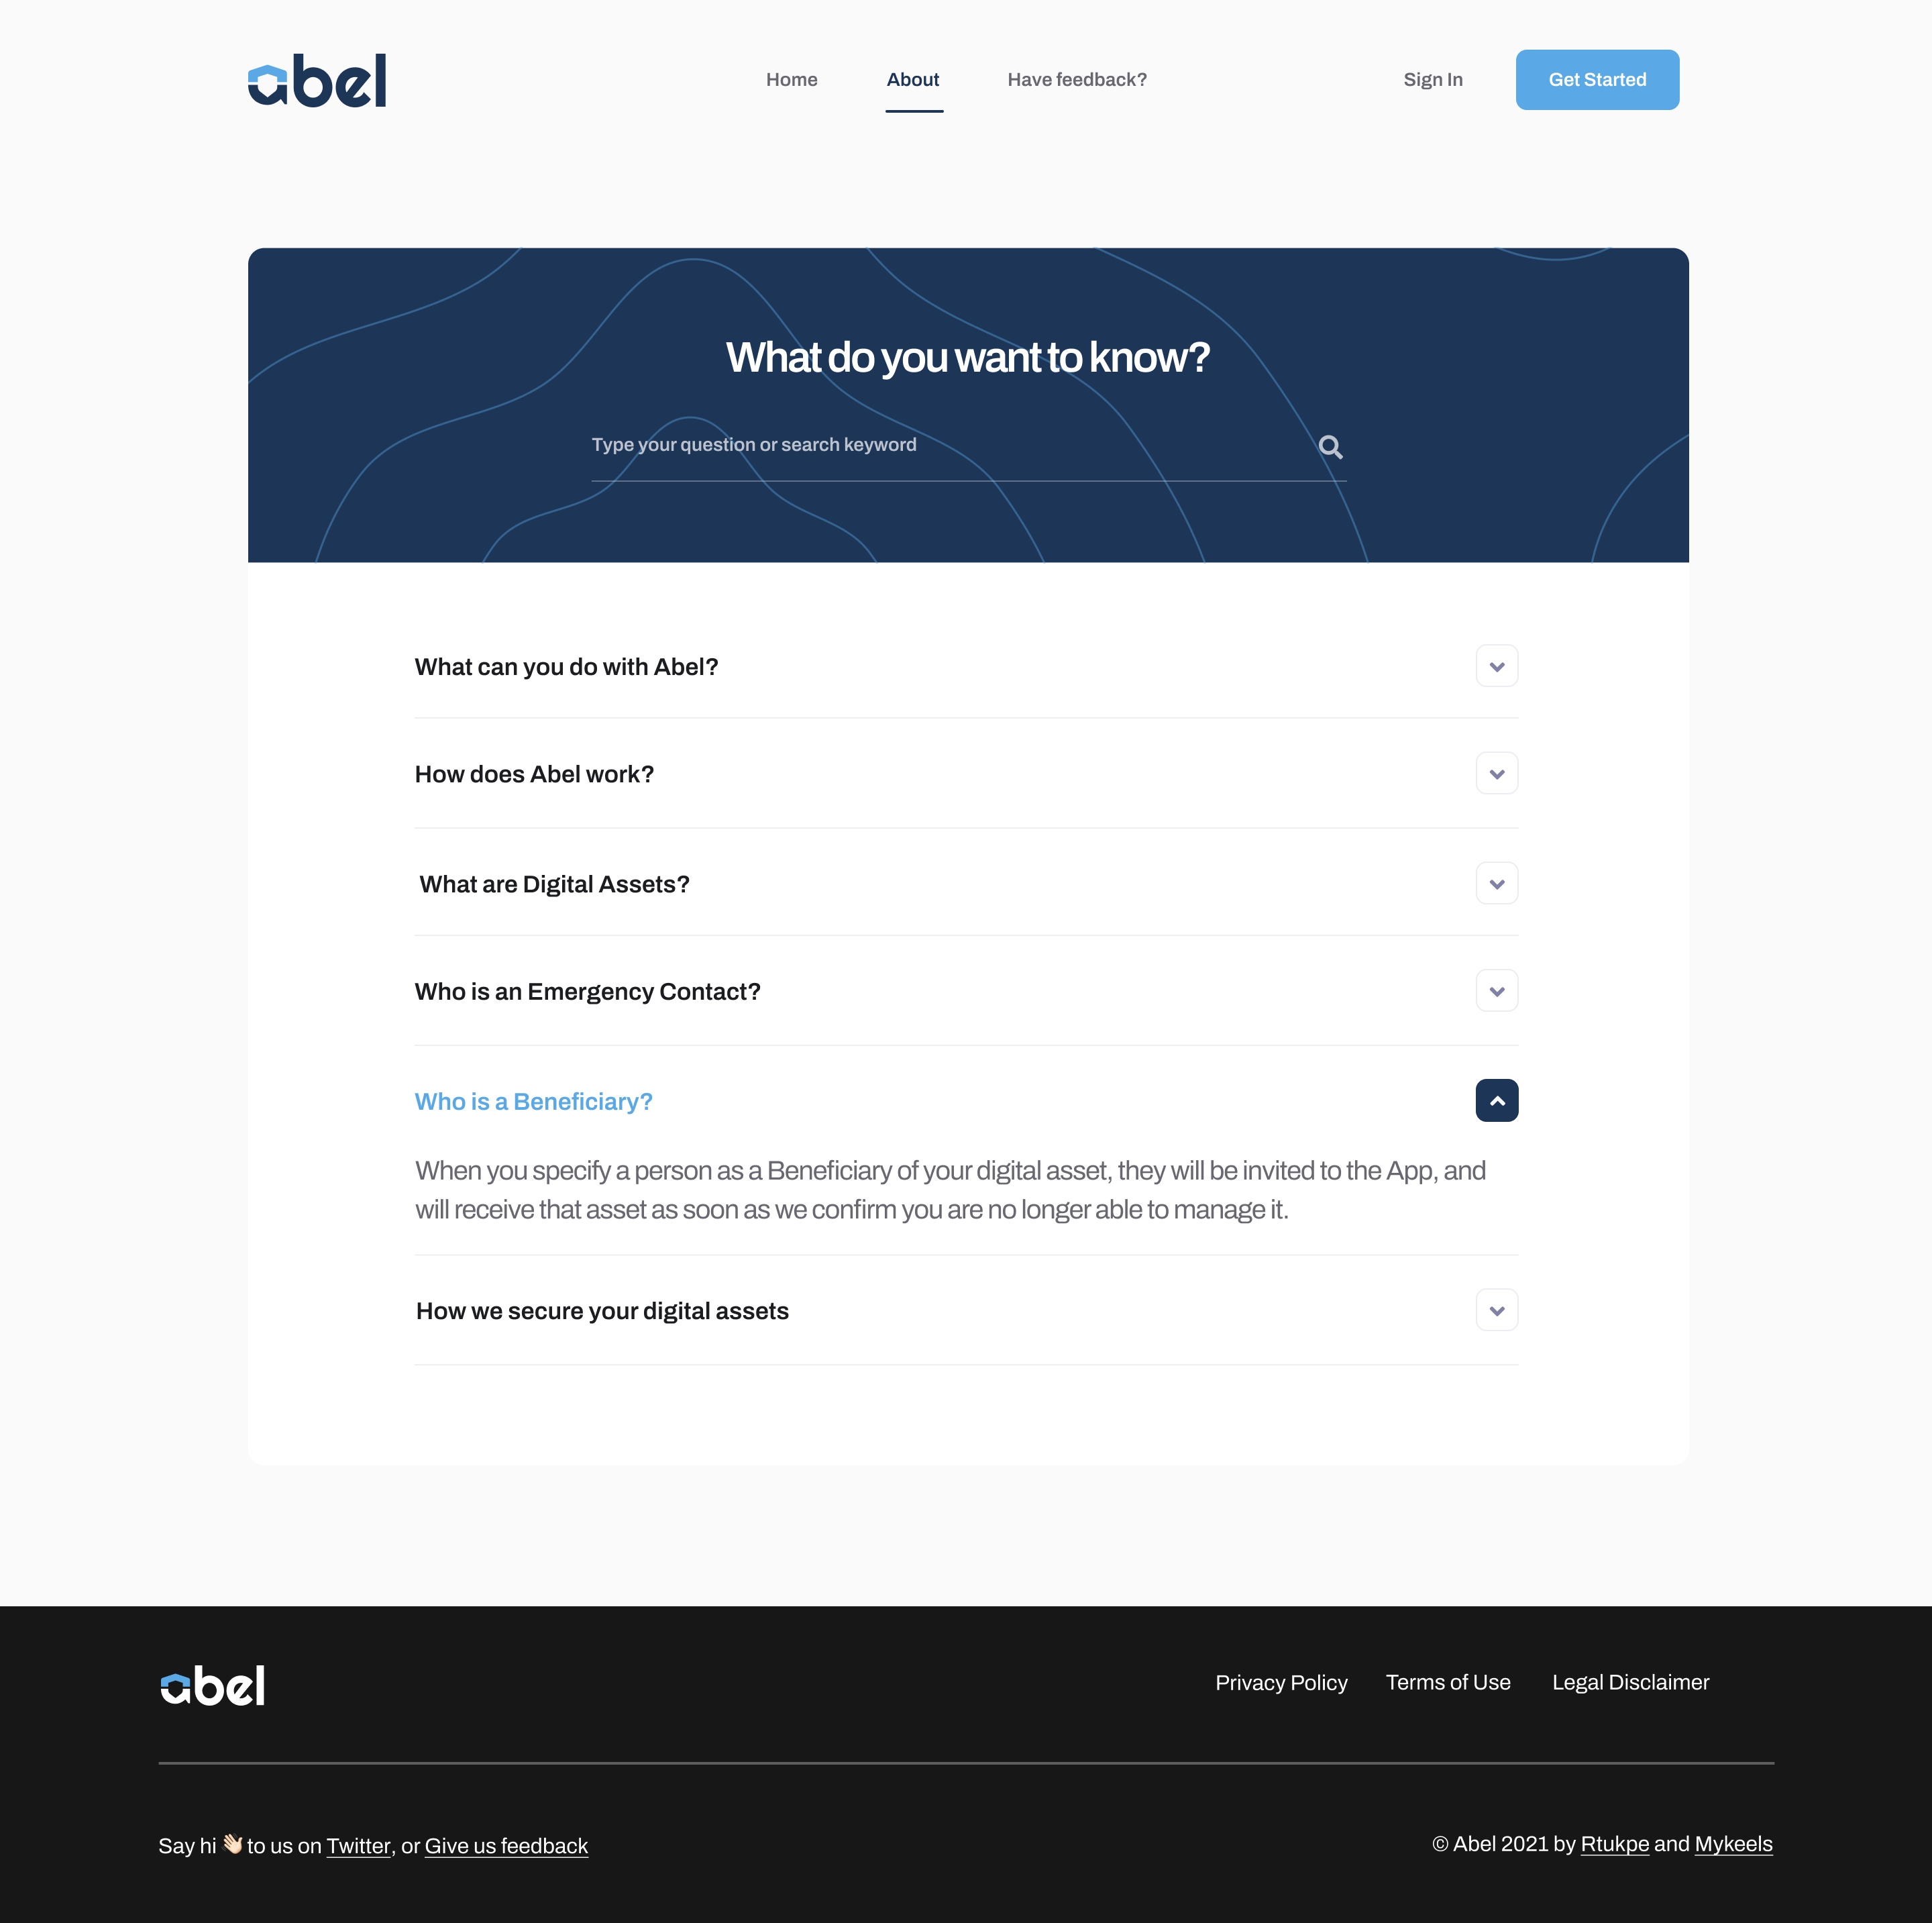 abel
Home About Have feedback? Sign In Get Started
What do you want to know?
Type your question or search keyword
What can you do with Abel?
How does Abel work?
What are Digital Assets?
Who is an Emergency Contact?
Who is a Beneficiary?
When you specify a person as a Beneficiary of your digital asset, they will be invited to the App, and
will receive that asset as soon as we confirm you are no longer able to manage it.
How we secure your digital assets
abel
Privacy Policy Terms of Use Legal Disclaimer
Say hi 👋🏻 to us on Twitter, or Give us feedback
© Abel 2021 by Rtukpe and Mykeels